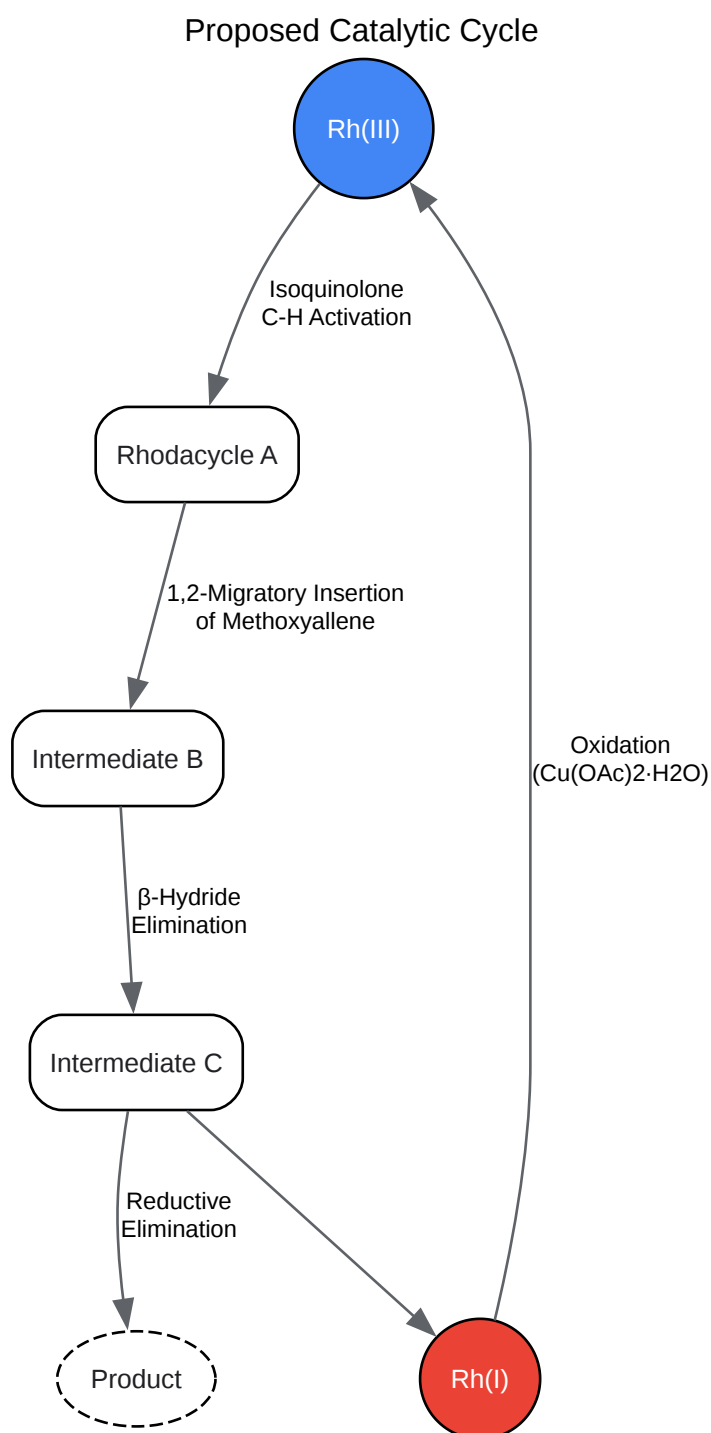 Proposed Catalytic Cycle
Rh(III)
Isoquinolone
C-H Activation
Rhodacycle A
1,2-Migratory Insertion
of Methoxyallene
Intermediate B
Oxidation
(Cu(OAc)2·H2O)
β-Hydride
Elimination
Intermediate C
Reductive
Elimination
Product
Rh(I)